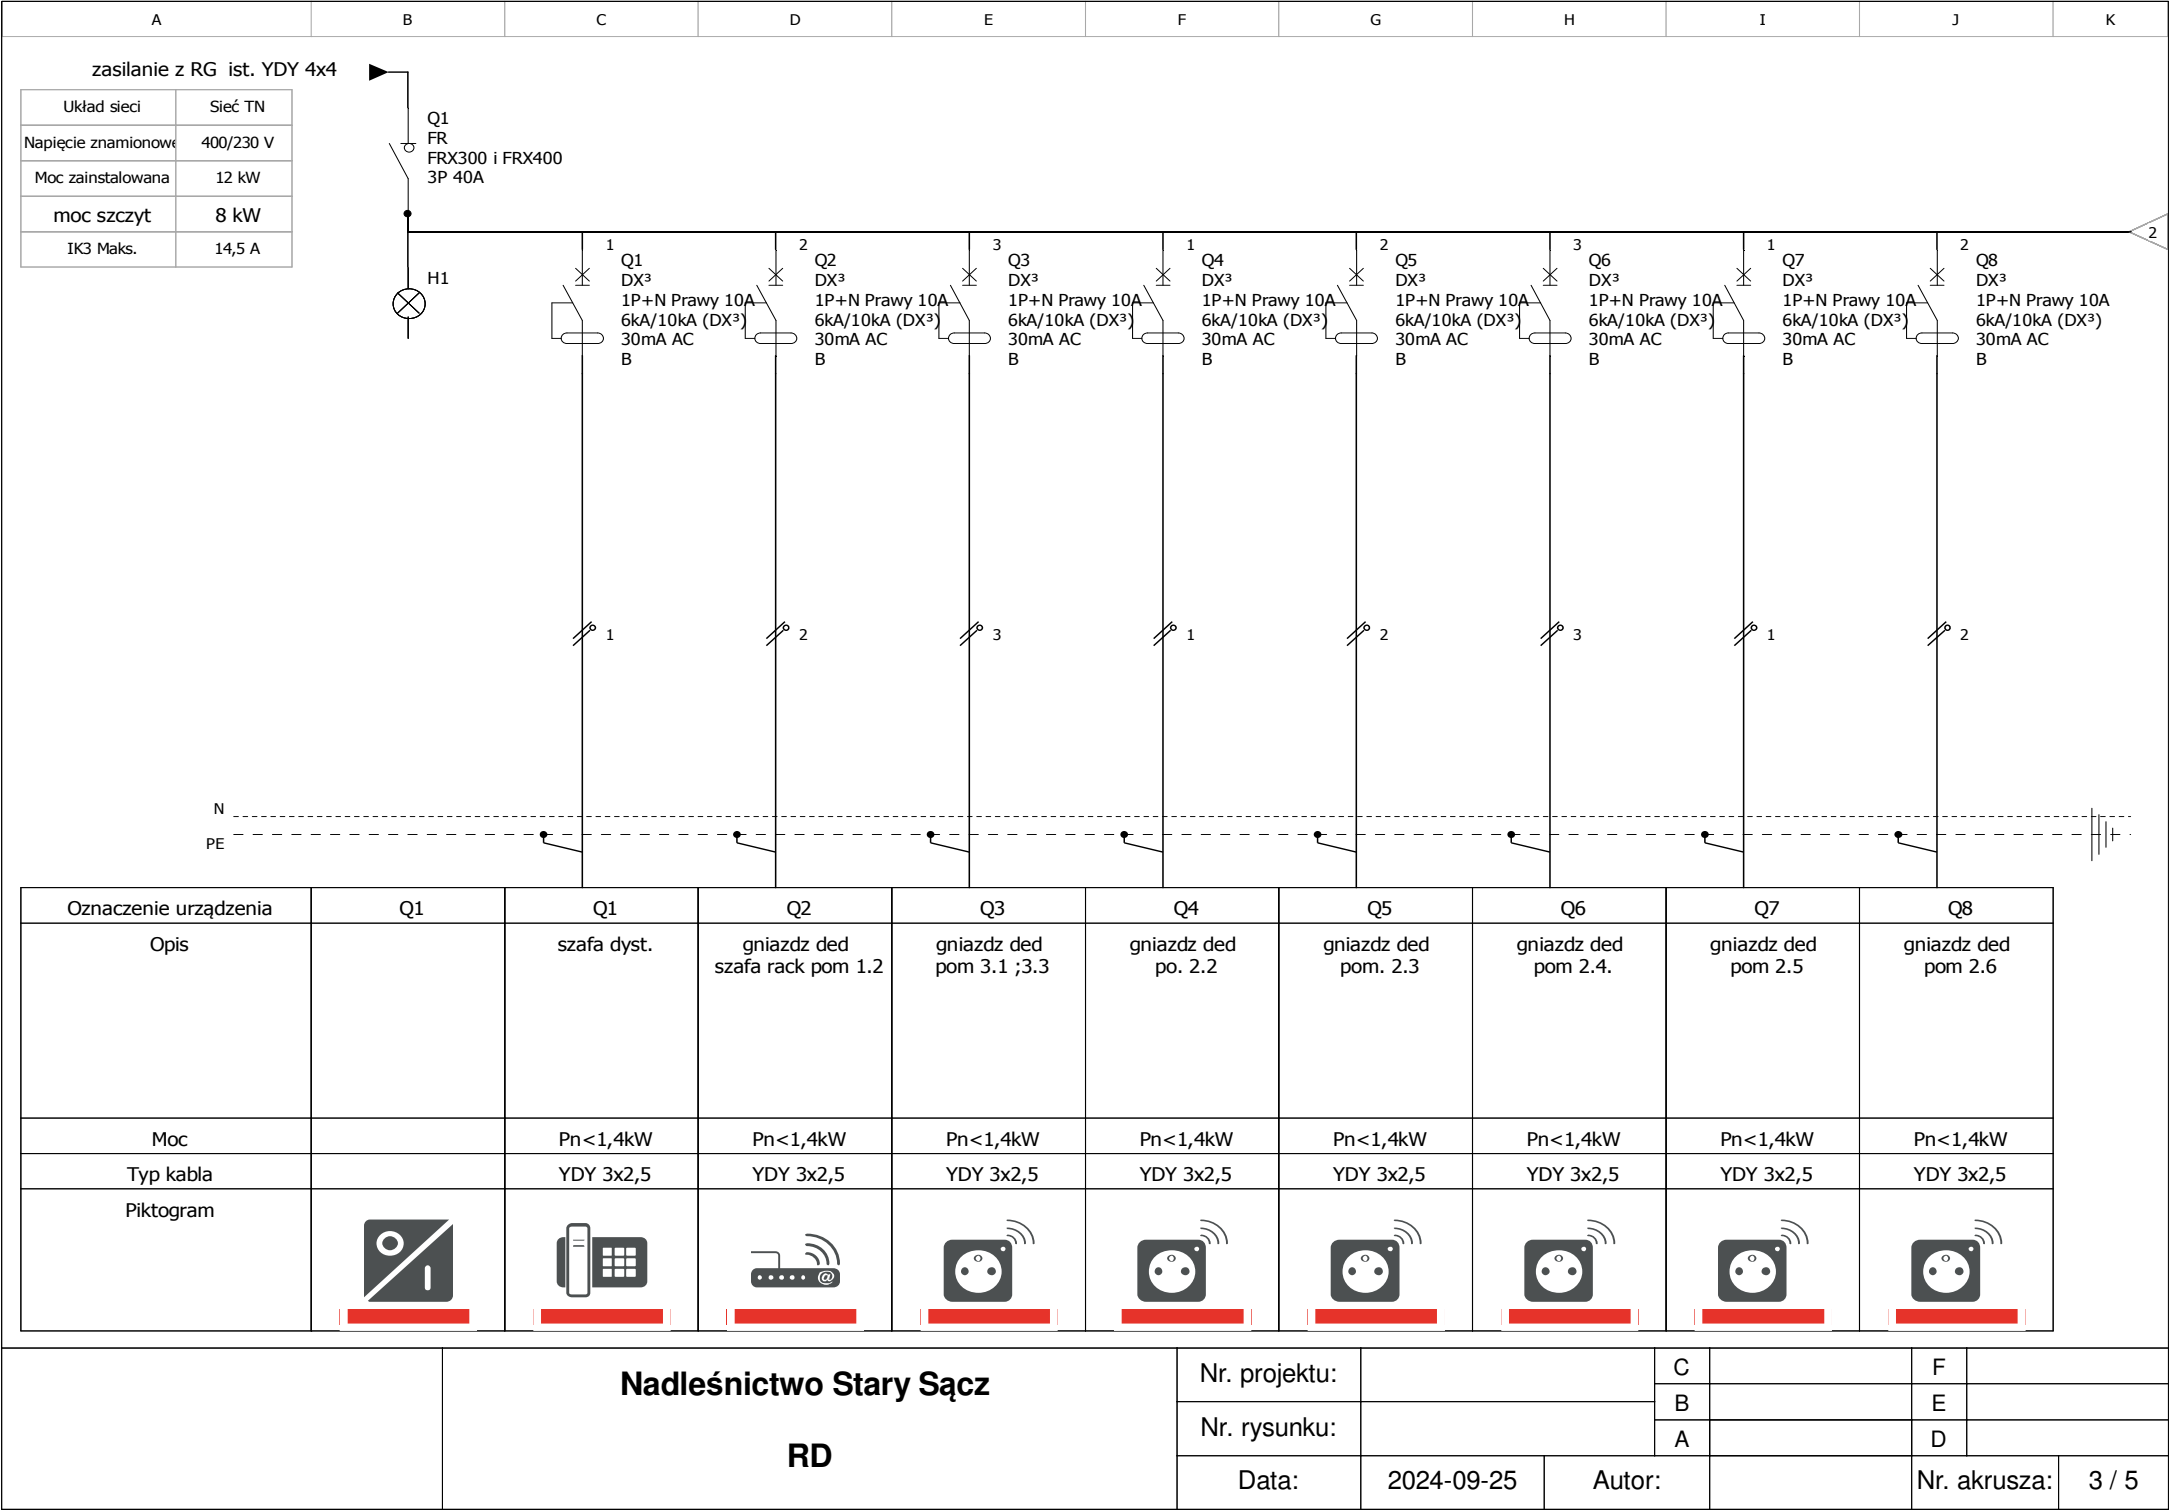 A B C D E F G H I J K
zasilanie z RG ist. YDY 4x4
Układ sieci Sieć TN
Napięcie znamionowe 400/230 V
Moc zainstalowana 12 kW
moc szczyt 8 kW
IK3 Maks. 14,5 A
Q1
FR
FRX300 i FRX400
3P 40A
H1
2
1
Q1
DX³
1P+N Prawy 10A
6kA/10kA (DX³)
30mA AC
B
2
Q2
DX³
1P+N Prawy 10A
6kA/10kA (DX³)
30mA AC
B
3
Q3
DX³
1P+N Prawy 10A
6kA/10kA (DX³)
30mA AC
B
1
Q4
DX³
1P+N Prawy 10A
6kA/10kA (DX³)
30mA AC
B
2
Q5
DX³
1P+N Prawy 10A
6kA/10kA (DX³)
30mA AC
B
3
Q6
DX³
1P+N Prawy 10A
6kA/10kA (DX³)
30mA AC
B
1
Q7
DX³
1P+N Prawy 10A
6kA/10kA (DX³)
30mA AC
B
2
Q8
DX³
1P+N Prawy 10A
6kA/10kA (DX³)
30mA AC
B
1 2 3 1 2 3 1 2
N
PE
Oznaczenie urządzenia Q1 Q1 Q2 Q3 Q4 Q5 Q6 Q7 Q8
Opis szafa dyst. gniazdz ded gniazdz ded gniazdz ded gniazdz ded gniazdz ded gniazdz ded gniazdz ded
szafa rack pom 1.2 pom 3.1 ;3.3 po. 2.2 pom. 2.3 pom 2.4. pom 2.5 pom 2.6
Moc Pn<1,4kW Pn<1,4kW Pn<1,4kW Pn<1,4kW Pn<1,4kW Pn<1,4kW Pn<1,4kW Pn<1,4kW
Typ kabla YDY 3x2,5 YDY 3x2,5 YDY 3x2,5 YDY 3x2,5 YDY 3x2,5 YDY 3x2,5 YDY 3x2,5 YDY 3x2,5
Piktogram
@
Nadleśnictwo Stary Sącz
RD
Nr. projektu:
Nr. rysunku:
C F
B E
A D
Data: 2024-09-25 Autor: Nr. akrusza: 3 / 5